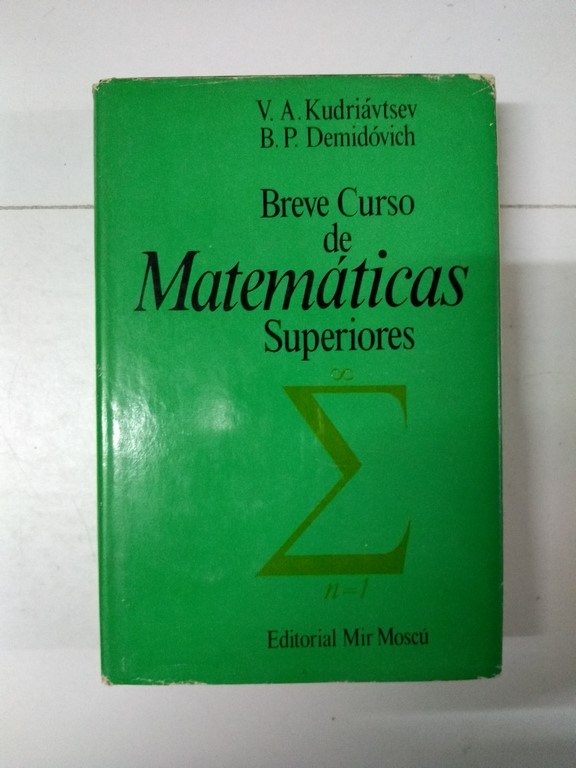 V. A. Kudriávtsev
B. P. Demidóvich
Breve Curso
de
Matemáticas
Superiores
∞
Σ
n=1
Editorial Mir Moscú